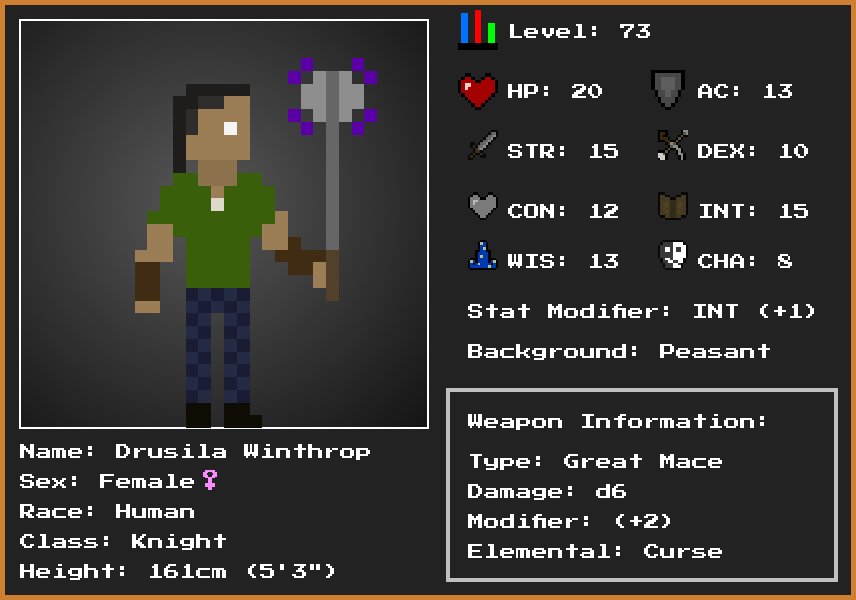 Level: 73
HP: 20 AC: 13
STR: 15 DEX: 10
CON: 12 INT: 15
WIS: 13 CHA: 8
Stat Modifier: INT (+1)
Background: Peasant
Weapon Information:
Type: Great Mace
Damage: d6
Modifier: (+2)
Elemental: Curse
Name: Drusila Winthrop
Sex: Female♀
Race: Human
Class: Knight
Height: 161cm (5'3")